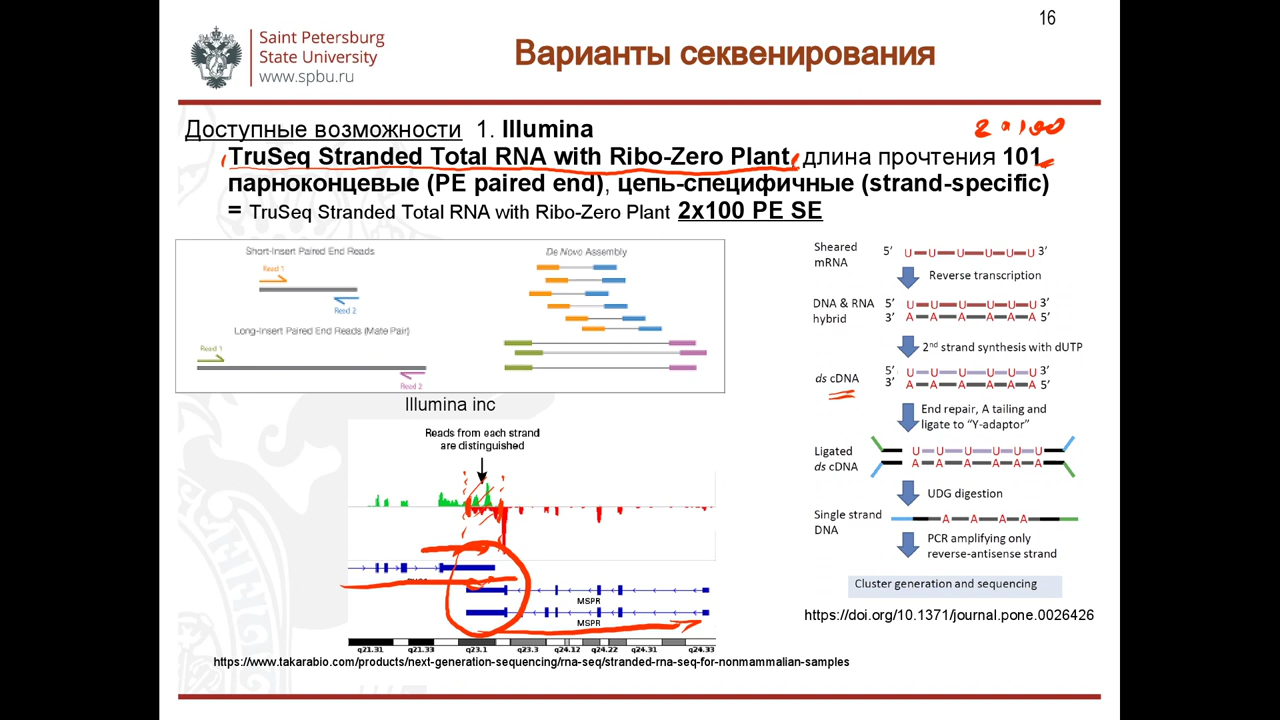 16
Saint Petersburg
State University
www.spbu.ru
Варианты секвенирования
Доступные возможности 1. Illumina
2 x 100
TruSeq Stranded Total RNA with Ribo-Zero Plant, длина прочтения 101
парноконцевые (PE paired end), цепь-специфичные (strand-specific)
= TruSeq Stranded Total RNA with Ribo-Zero Plant 2x100 PE SE
Short-Insert Paired End Reads
Read 1
Read 2
Long-Insert Paired End Reads (Mate Pair)
Read 1
Read 2
De Novo Assembly
Illumina inc
Reads from each strand
are distinguished
MSPR
MSPR
q21.31 q21.33 q23.1 q23.3 q24.12 q24.22 q24.31 q24.33
https://www.takarabio.com/products/next-generation-sequencing/rna-seq/stranded-rna-seq-for-nonmammalian-samples
Sheared
mRNA
5’ U U U U U U 3’
Reverse transcription
DNA & RNA
hybrid
5’ U U U U U U 3’
3’ A A A A A A 5’
2nd strand synthesis with dUTP
ds cDNA
5’ U U U U U U 3’
3’ A A A A A A 5’
End repair, A tailing and
ligate to “Y-adaptor”
Ligated
ds cDNA
U U U U U U
A A A A A A
UDG digestion
Single strand
DNA
A A A A
PCR amplifying only
reverse-antisense strand
Cluster generation and sequencing
https://doi.org/10.1371/journal.pone.0026426